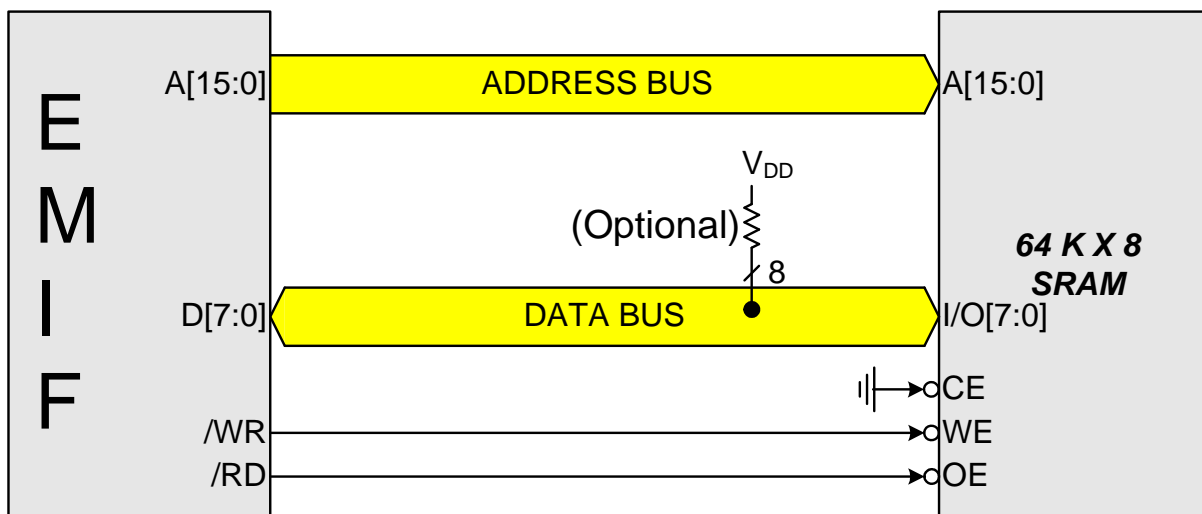 E
M
I
F
A[15:0]
ADDRESS BUS
A[15:0]
VDD
(Optional)
8
64 K X 8
SRAM
D[7:0]
DATA BUS
I/O[7:0]
CE
/WR
WE
/RD
OE